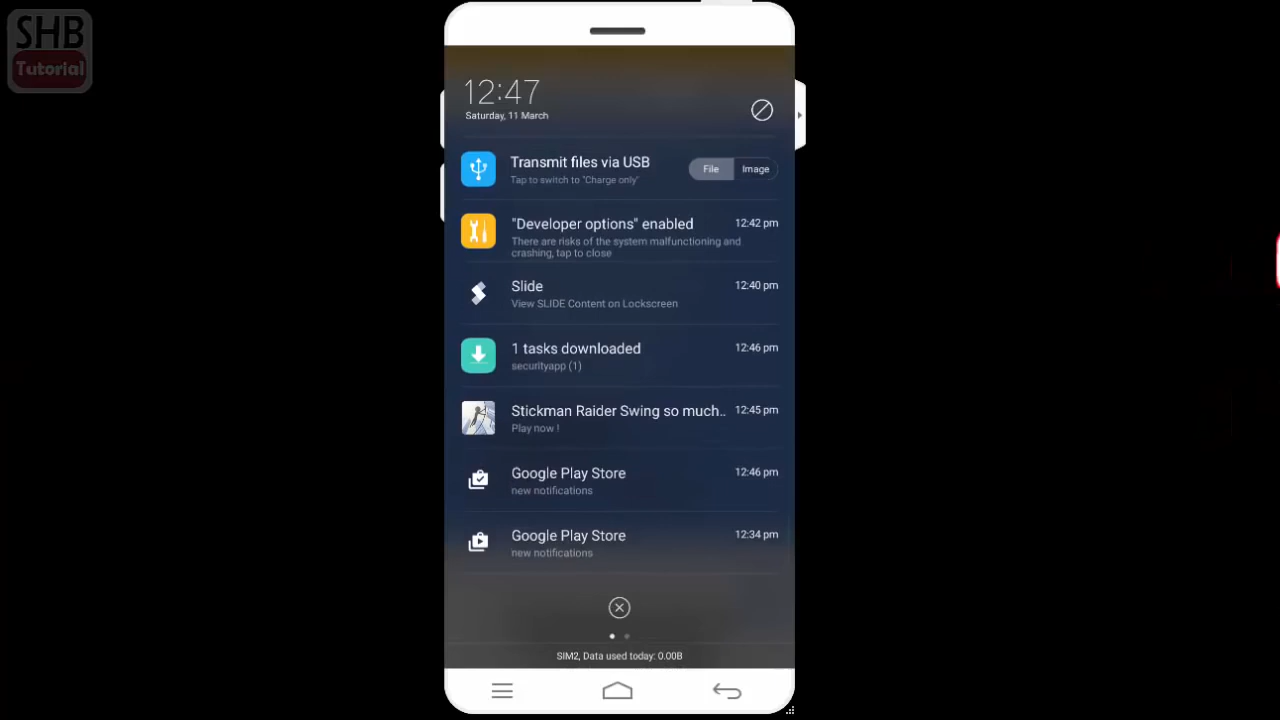 SHB
Tutorial
12:47
Saturday, 11 March
Transmit files via USB
Tap to switch to "Charge only"
File
Image
"Developer options" enabled
12:42 pm
There are risks of the system malfunctioning and
crashing, tap to close
Slide
12:40 pm
View SLIDE Content on Lockscreen
1 tasks downloaded
12:46 pm
securityapp (1)
Stickman Raider Swing so much..
12:45 pm
Play now !
Google Play Store
12:46 pm
new notifications
Google Play Store
12:34 pm
new notifications
SIM2, Data used today: 0.00B